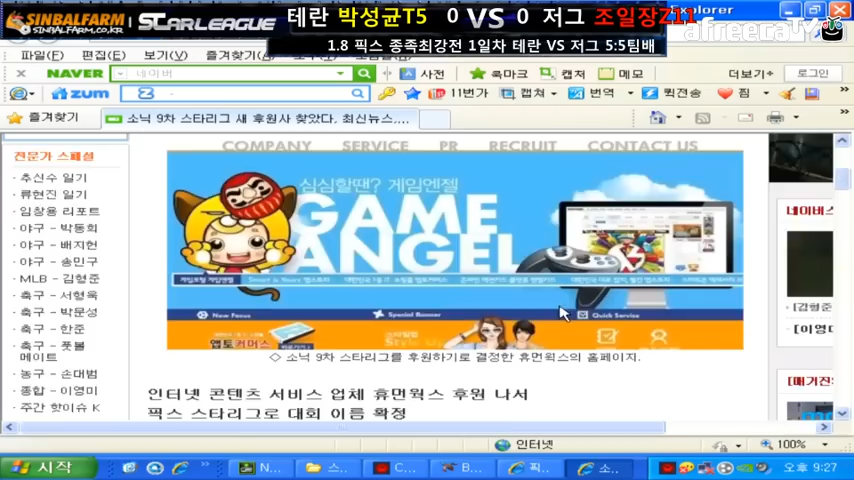 SINBALFARM
SINBALFARM.CO.KR
STARLEAGUE
테란 박성균T5 0 VS 0 저그 조일장Z11
1.8 픽스 종족최강전 1일차 테란 VS 저그 5:5팀배
Explorer
afreecaTV
파일(F) 편집(E) 보기(V) 즐겨찾기(A)
NAVER 네이버 사전 북마크 캡처 메모 더보기 로그인
zum 11번가 캡쳐 번역 퀵전송 찜
즐겨찾기 소닉 9차 스타리그 새 후원사 찾았다, 최신뉴스,...
전문가 스페셜
추신수 일기
류현진 일기
임창용 리포트
야구 - 박동희
야구 - 배지헌
야구 - 송민구
MLB - 김형준
축구 - 서형욱
축구 - 박문성
축구 - 한준
축구 - 풋볼
메이트
농구 - 손대범
종합 - 이영미
주간 핫이슈 K
COMPANY SERVICE PR RECRUIT CONTACT US
심심할땐? 게임엔젤
GAME
ANGEL
New Focus Special Banner Quick Service
앱토커머스
◇ 소닉 9차 스타리그를 후원하기로 결정한 휴먼웍스의 홈페이지.
인터넷 콘텐츠 서비스 업체 휴먼웍스 후원 나서
픽스 스타리그로 대회 이름 확정
네이버스
[김형준
[이영미
[매거진
인터넷 100%
시작 N... 스... C... B... 픽... 소... 오후 9:27